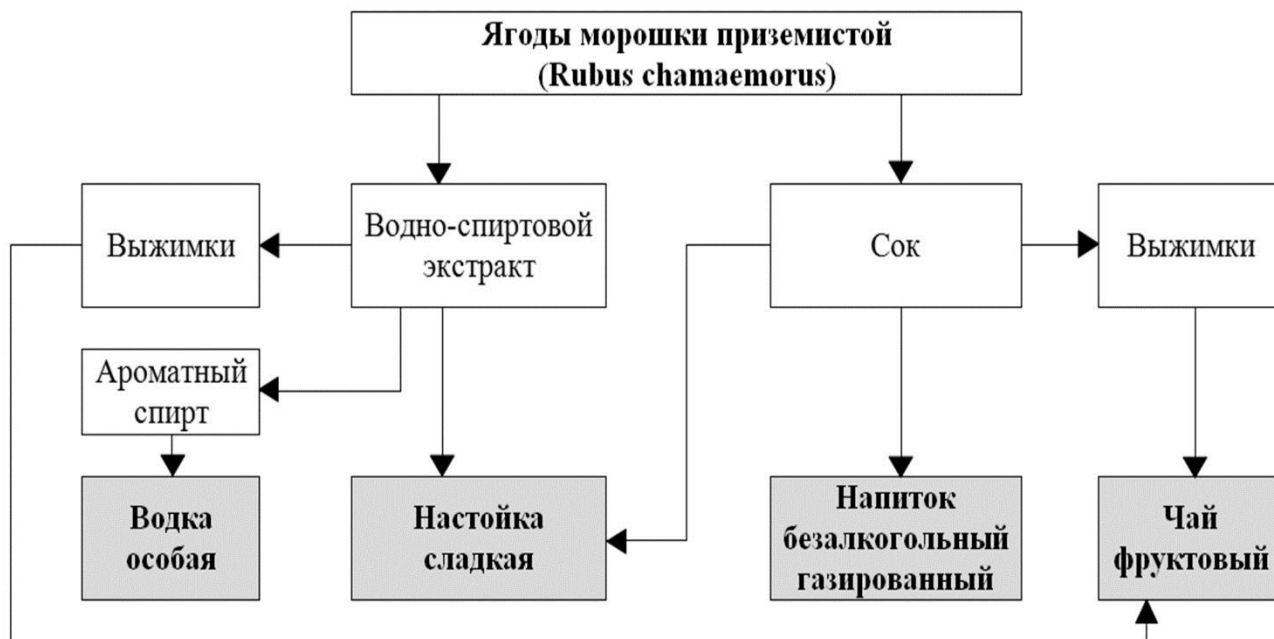 Ягоды морошки приземистой
(Rubus chamaemorus)
Выжимки
Водно-спиртовой
экстракт
Сок
Выжимки
Ароматный
спирт
Водка
особая
Настойка
сладкая
Напиток
безалкогольный
газированный
Чай
фруктовый